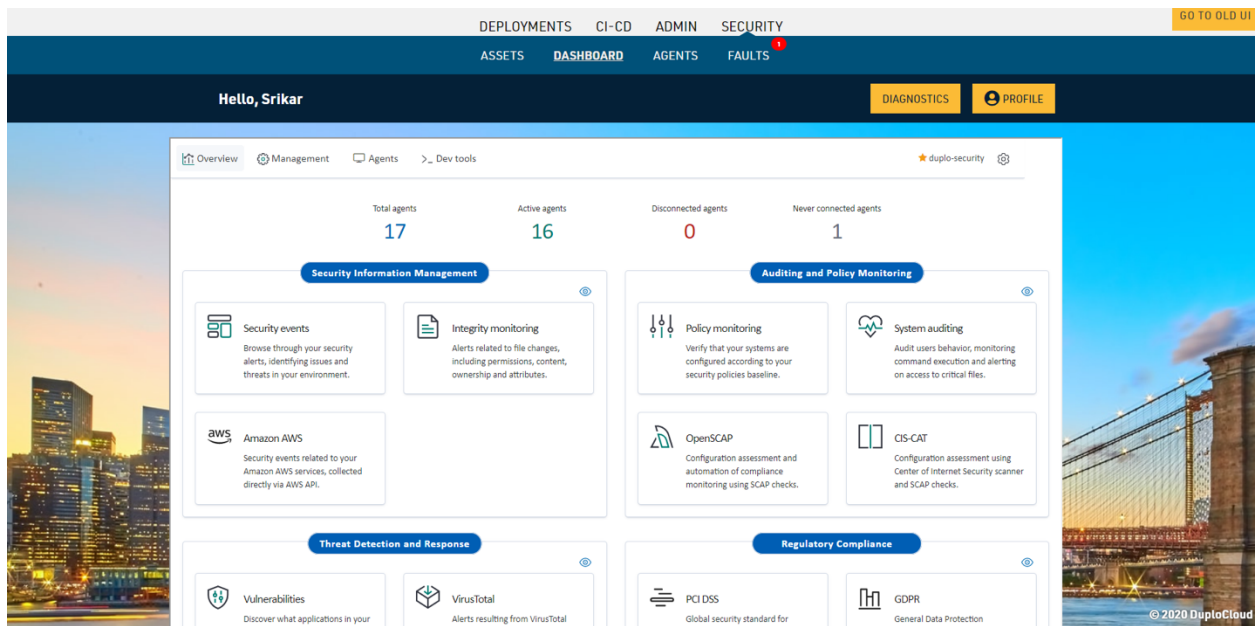 GO TO OLD UI
DEPLOYMENTS CI-CD ADMIN SECURITY
1
ASSETS DASHBOARD AGENTS FAULTS
Hello, Srikar
DIAGNOSTICS PROFILE
Overview Management Agents >_ Dev tools duplo-security
Total agents Active agents Disconnected agents Never connected agents
17 16 0 1
Security Information Management
Security events
Browse through your security
alerts, identifying issues and
threats in your environment.
Integrity monitoring
Alerts related to file changes,
including permissions, content,
ownership and attributes.
aws
Amazon AWS
Security events related to your
Amazon AWS services, collected
directly via AWS API.
Auditing and Policy Monitoring
Policy monitoring
Verify that your systems are
configured according to your
security policies baseline.
System auditing
Audit users behavior, monitoring
command execution and alerting
on access to critical files.
OpenSCAP
Configuration assessment and
automation of compliance
monitoring using SCAP checks.
CIS-CAT
Configuration assessment using
Center of Internet Security scanner
and SCAP checks.
Threat Detection and Response
Vulnerabilities
Discover what applications in your
VirusTotal
Alerts resulting from VirusTotal
Regulatory Compliance
PCI DSS
Global security standard for
GDPR
General Data Protection
© 2020 DuploCloud